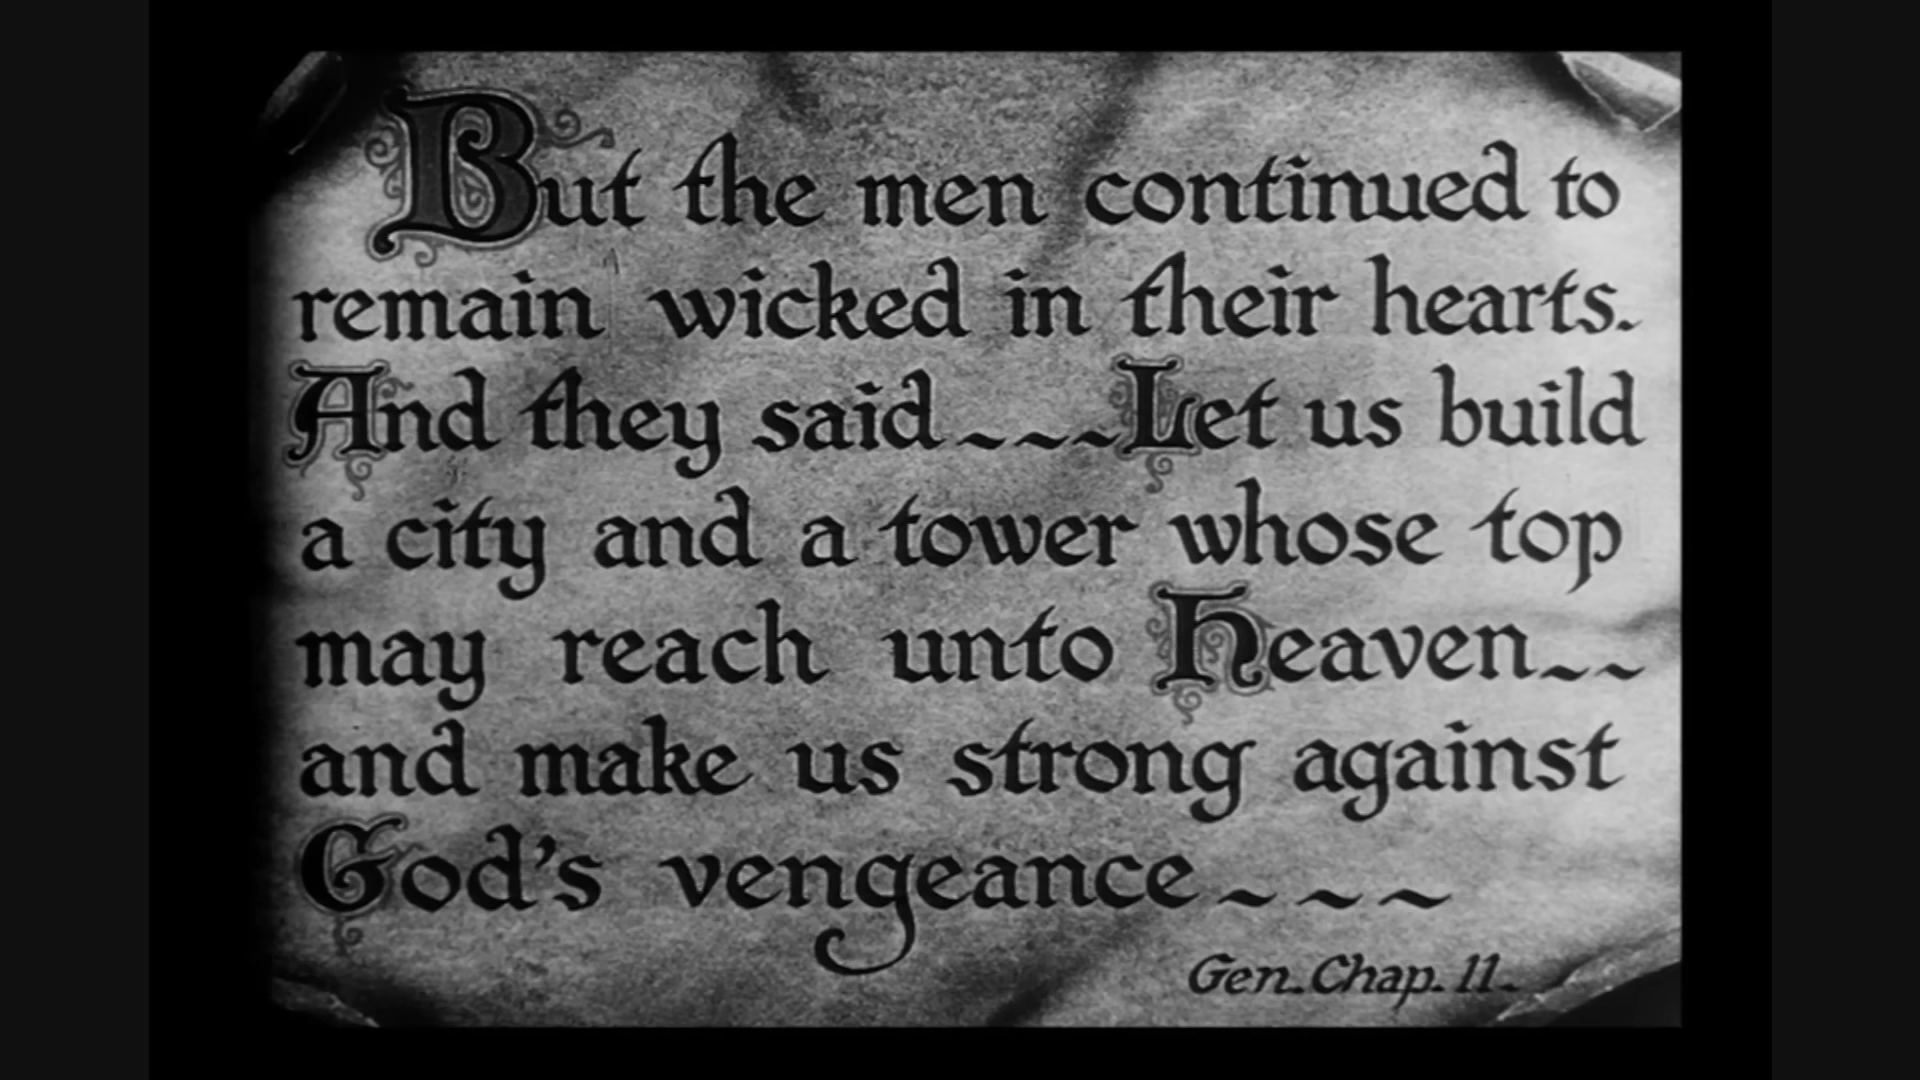 But the men continued to
remain wicked in their hearts.
And they said ~~~ Let us build
a city and a tower whose top
may reach unto Heaven ~~
and make us strong against
God's vengeance ~~~
Gen. Chap. 11.